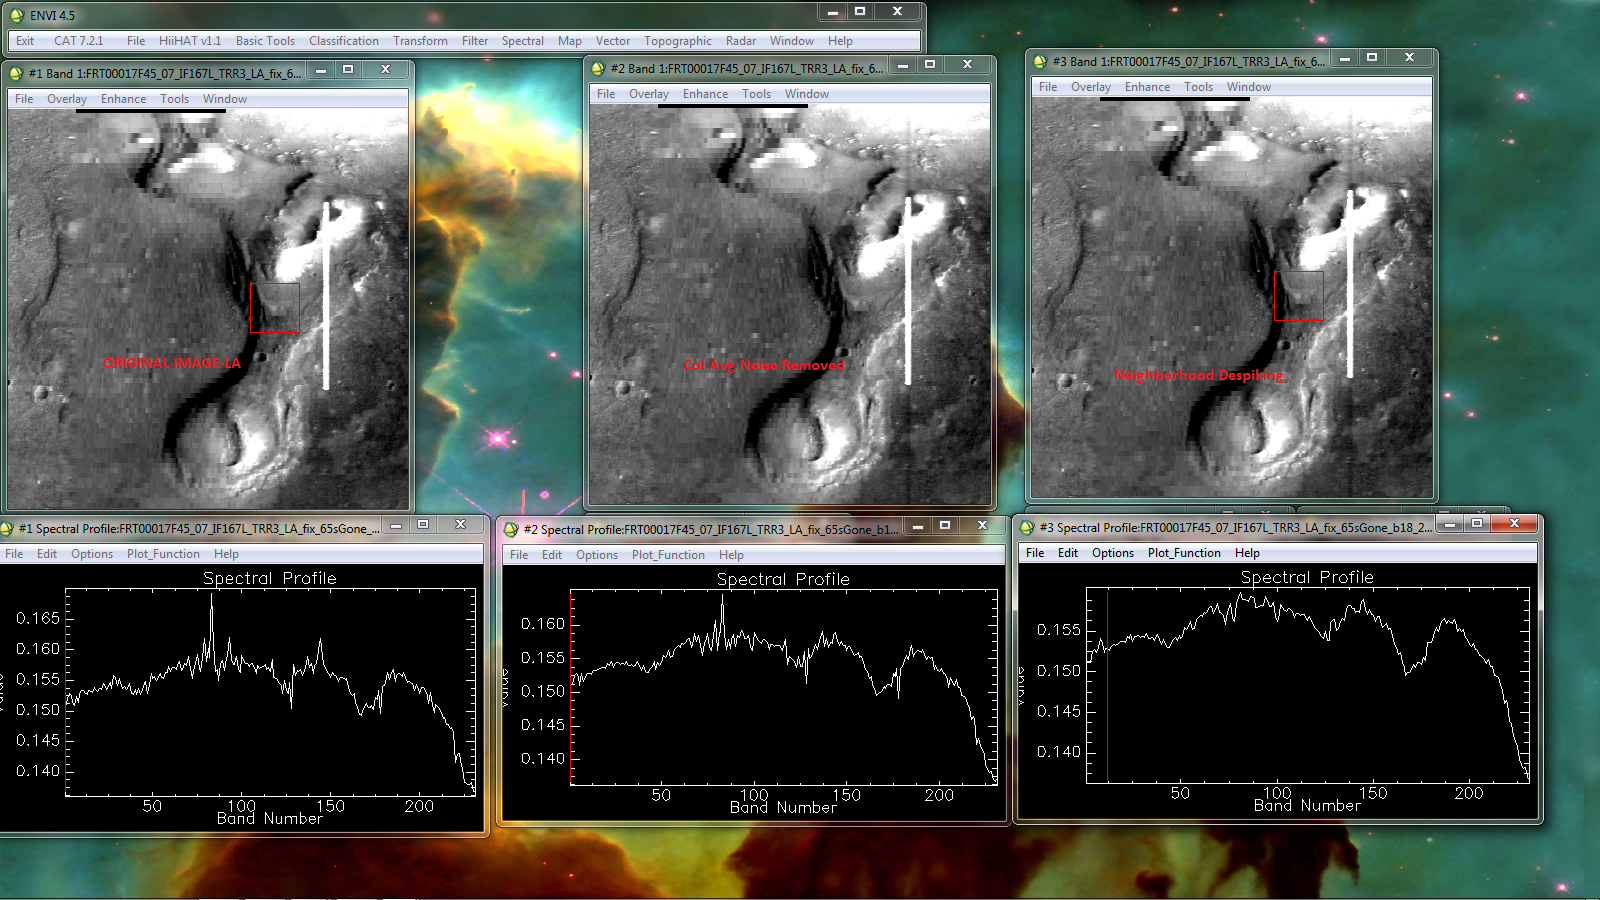 ENVI 4.5
Exit CAT 7.2.1 File HiiHAT v1.1 Basic Tools Classification Transform Filter Spectral Map Vector Topographic Radar Window Help
#1 Band 1:FRT00017F45_07_IF167L_TRR3_LA_fix_6...
File Overlay Enhance Tools Window
ORIGINAL IMAGE-LA
#2 Band 1:FRT00017F45_07_IF167L_TRR3_LA_fix_6...
File Overlay Enhance Tools Window
Col Avg Noise Removed
#3 Band 1:FRT00017F45_07_IF167L_TRR3_LA_fix_6...
File Overlay Enhance Tools Window
Neighborhood Despiking
#1 Spectral Profile:FRT00017F45_07_IF167L_TRR3_LA_fix_65sGone_...
File Edit Options Plot_Function Help
Spectral Profile
0.165
0.160
0.155
0.150
0.145
0.140
Value
50 100 150 200
Band Number
#2 Spectral Profile:FRT00017F45_07_IF167L_TRR3_LA_fix_65sGone_b1...
File Edit Options Plot_Function Help
Spectral Profile
0.160
0.155
0.150
0.145
0.140
Value
50 100 150 200
Band Number
#3 Spectral Profile:FRT00017F45_07_IF167L_TRR3_LA_fix_65sGone_b18_2...
File Edit Options Plot_Function Help
Spectral Profile
0.155
0.150
0.145
0.140
Value
50 100 150 200
Band Number